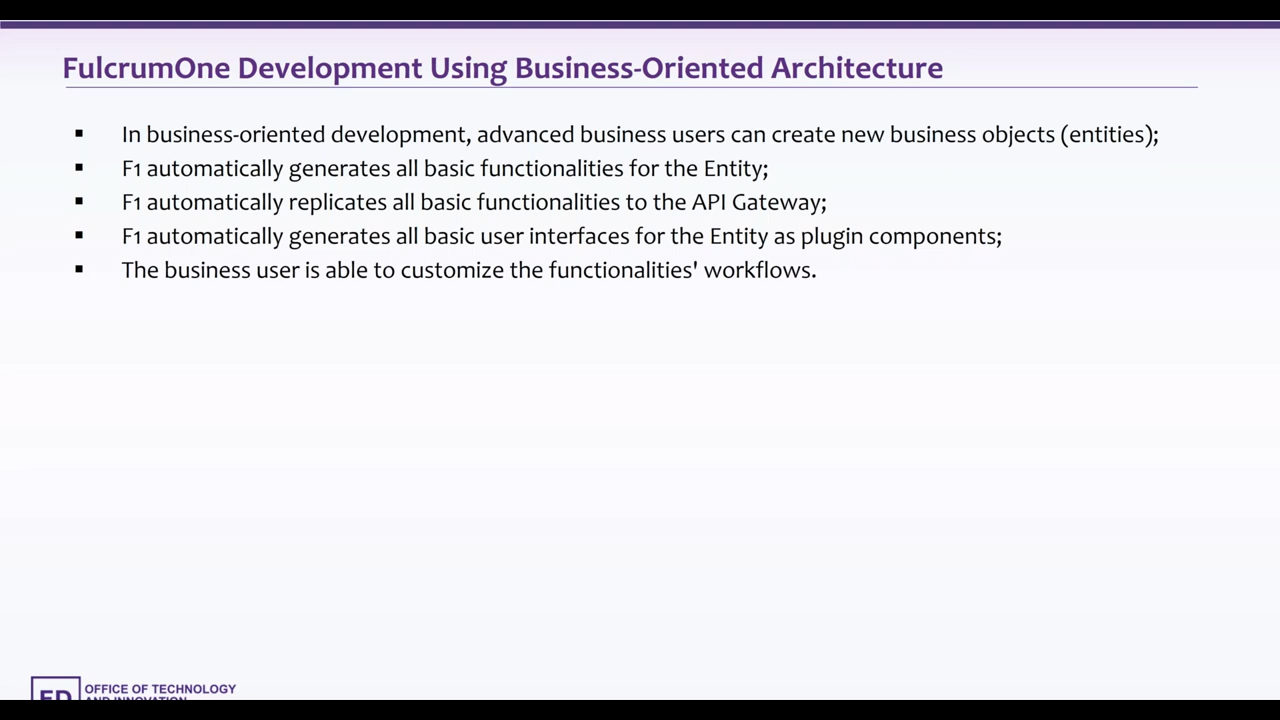 FulcrumOne Development Using Business-Oriented Architecture
▪ In business-oriented development, advanced business users can create new business objects (entities);
▪ F1 automatically generates all basic functionalities for the Entity;
▪ F1 automatically replicates all basic functionalities to the API Gateway;
▪ F1 automatically generates all basic user interfaces for the Entity as plugin components;
▪ The business user is able to customize the functionalities' workflows.
OFFICE OF TECHNOLOGY
AND INNOVATION